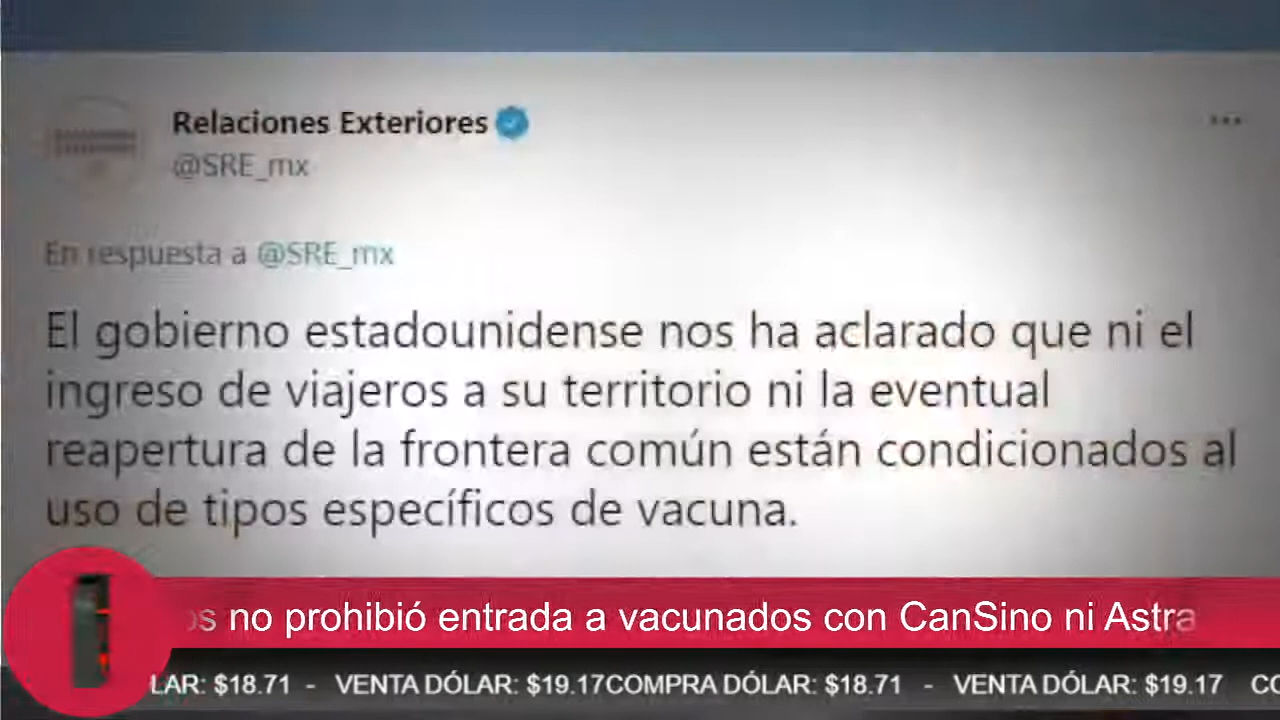 Relaciones Exteriores
@SRE_mx
En respuesta a @SRE_mx
El gobierno estadounidense nos ha aclarado que ni el
ingreso de viajeros a su territorio ni la eventual
reapertura de la frontera común están condicionados al
uso de tipos específicos de vacuna.
os no prohibió entrada a vacunados con CanSino ni Astra
LAR: $18.71 - VENTA DÓLAR: $19.17COMPRA DÓLAR: $18.71 - VENTA DÓLAR: $19.17 CO